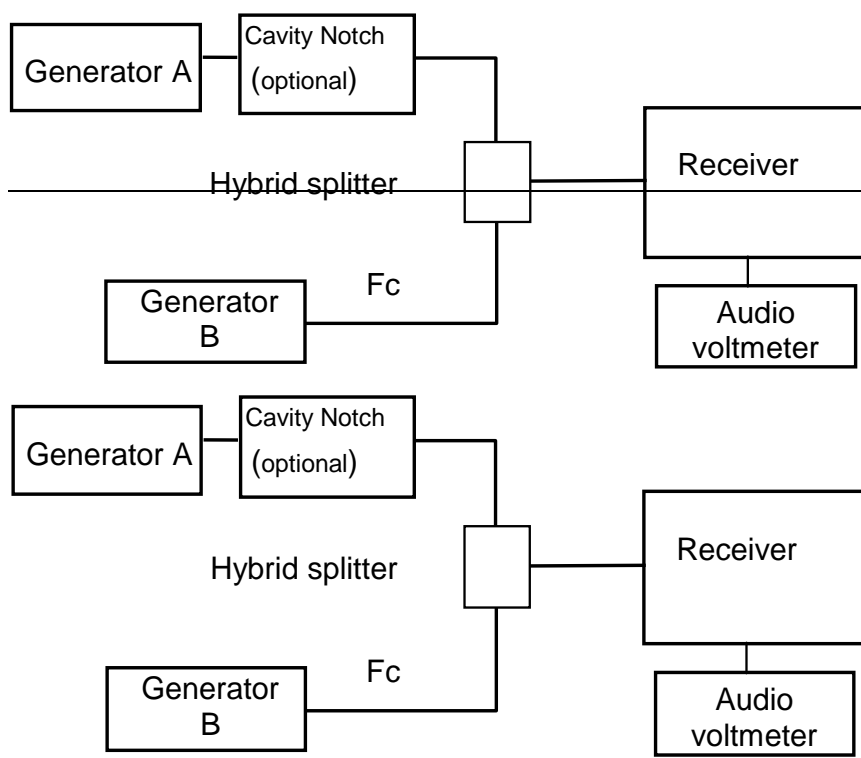 Cavity Notch
Generator A
(optional)
Receiver
Hybrid splitter
Fc
Generator
B
Audio
voltmeter
Cavity Notch
Generator A
(optional)
Receiver
Hybrid splitter
Fc
Generator
B
Audio
voltmeter